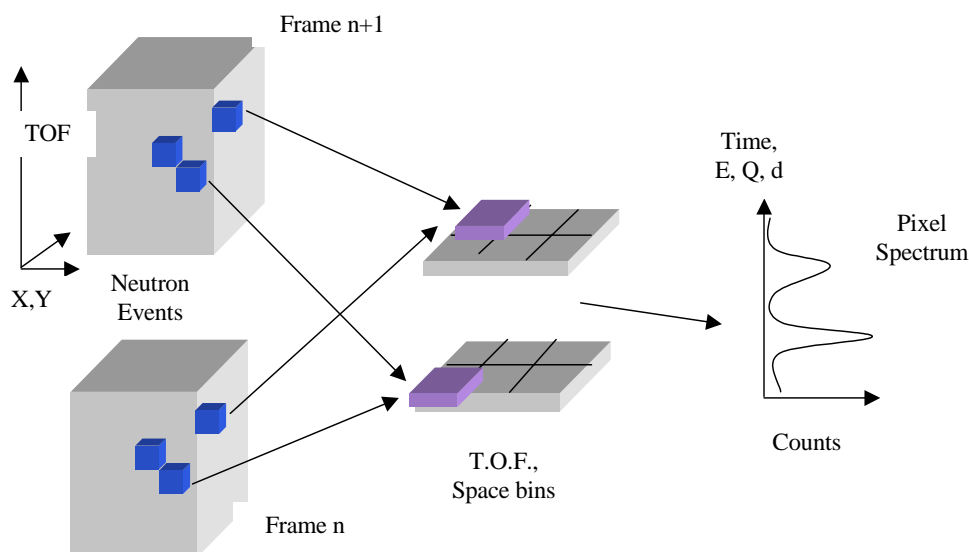 Frame n+1
TOF
X,Y
Neutron
Events
Frame n
T.O.F.,
Space bins
Time,
E, Q, d
Pixel
Spectrum
Counts